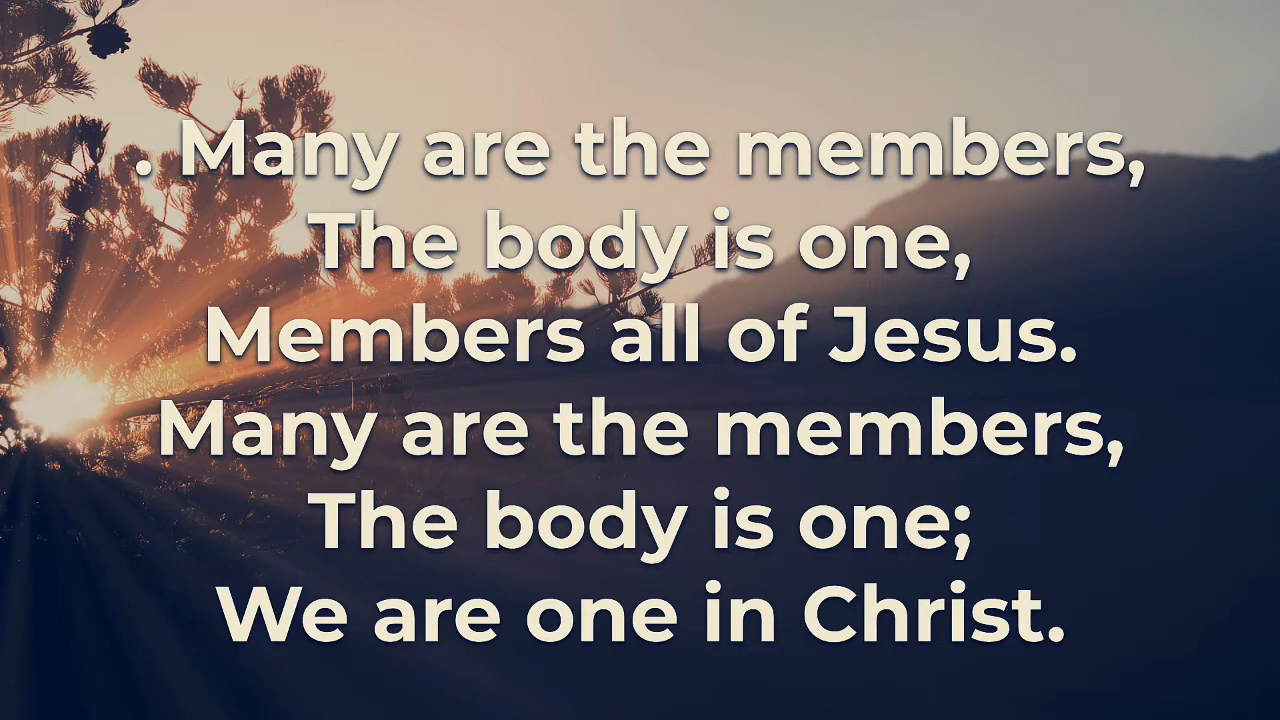 . Many are the members,
The body is one,
Members all of Jesus.
Many are the members,
The body is one;
We are one in Christ.